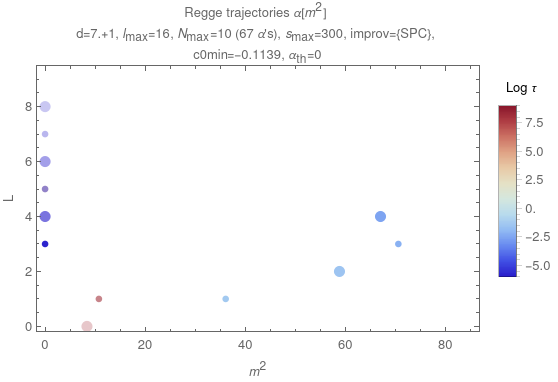 Regge trajectories α[m²]
d=7.+1, lmax=16, Nmax=10 (67 α's), smax=300, improv={SPC},
c0min=−0.1139, αth=0
Log τ
L
8
6
4
2
0
7.5
5.0
2.5
0.
−2.5
−5.0
0 20 40 60 80
m²